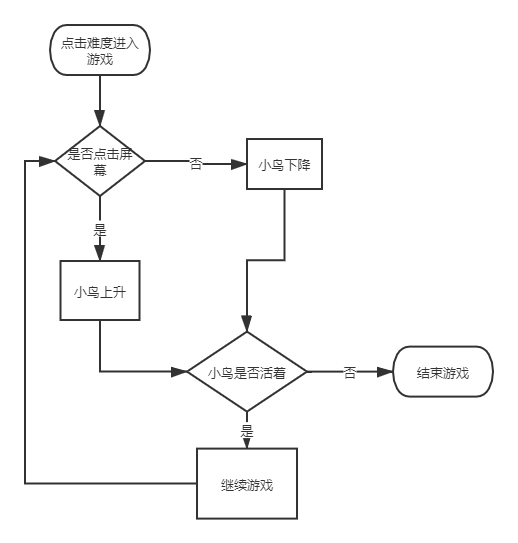 点击难度进入
游戏
是否点击屏
幕
否
小鸟下降
是
小鸟上升
小鸟是否活着
否
结束游戏
是
继续游戏